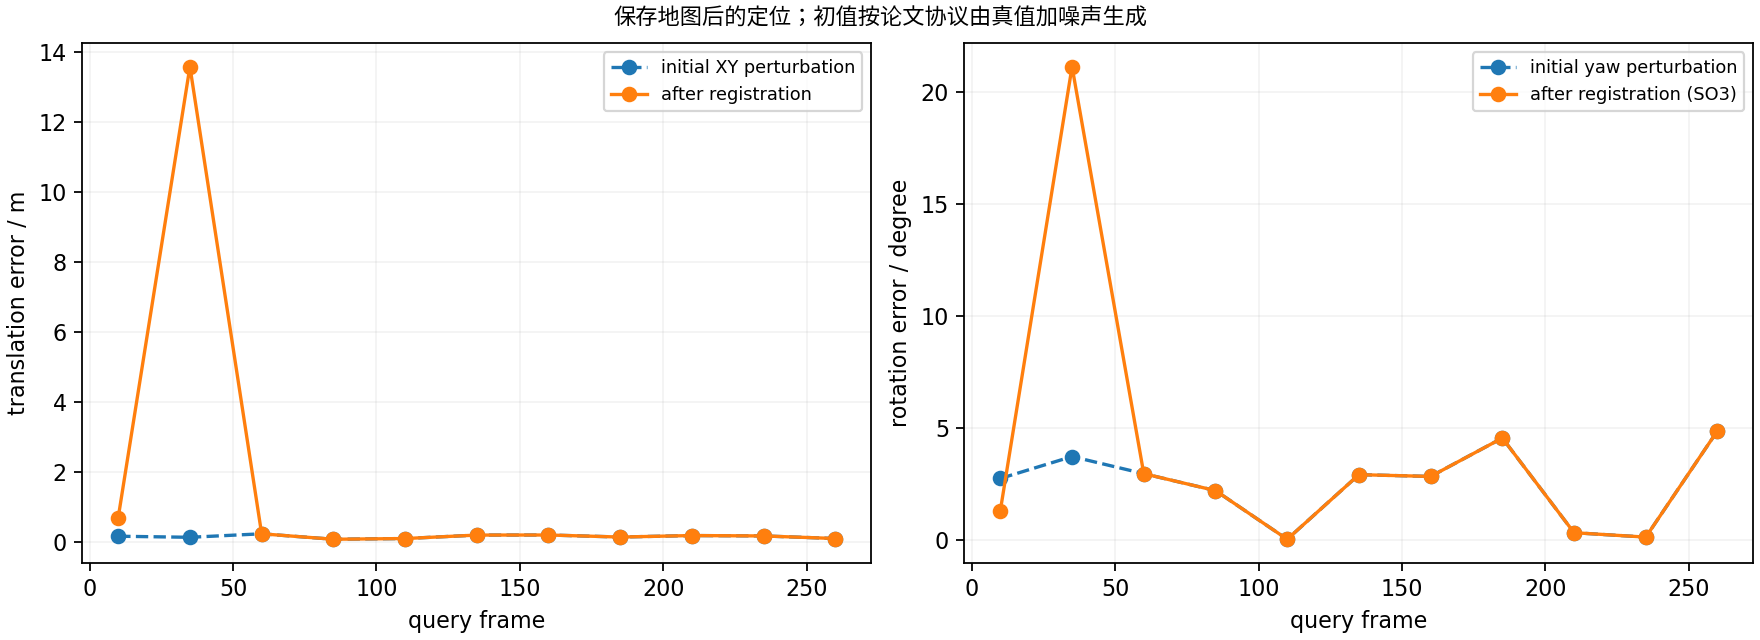 保存地图后的定位；初值按论文协议由真值加噪声生成
translation error / m
14
12
10
8
6
4
2
0
initial XY perturbation
after registration
0 50 100 150 200 250
query frame
rotation error / degree
20
15
10
5
0
initial yaw perturbation
after registration (SO3)
0 50 100 150 200 250
query frame